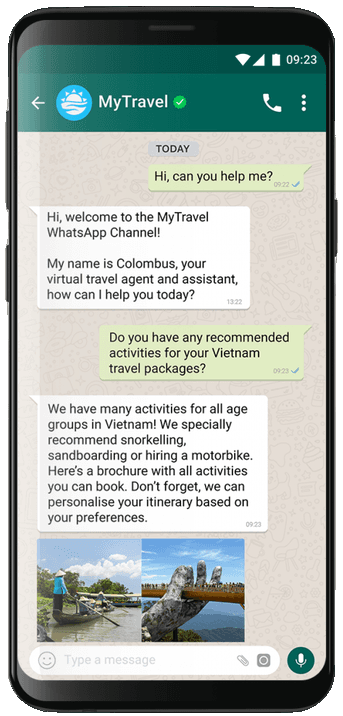 09:23
MyTravel
TODAY
Hi, can you help me?
09:22
Hi, welcome to the MyTravel
WhatsApp Channel!
My name is Colombus, your
virtual travel agent and assistant,
how can I help you today?
13:22
Do you have any recommended
activities for your Vietnam
travel packages?
09:23
We have many activities for all age
groups in Vietnam! We specially
recommend snorkelling,
sandboarding or hiring a motorbike.
Here's a brochure with all activities
you can book. Don't forget, we can
personalise your itinerary based on
your preferences.
09:23
Type a message